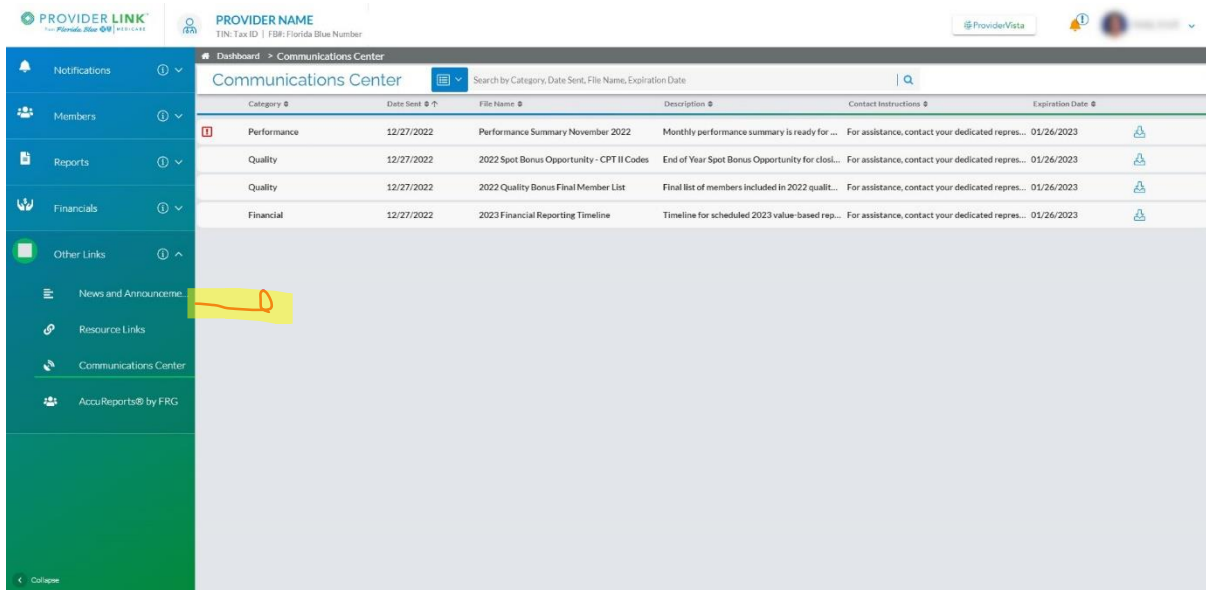 PROVIDER LINK
Florida Blue MEDICARE
PROVIDER NAME
TIN: Tax ID | FB#: Florida Blue Number
ProviderVista
Dashboard > Communications Center
Communications Center
Search by Category, Date Sent, File Name, Expiration Date
Notifications
Members
Reports
Financials
Other Links
News and Announceme...
Resource Links
Communications Center
AccuReports® by FRG
Collapse
Category Date Sent File Name Description Contact Instructions Expiration Date
Performance 12/27/2022 Performance Summary November 2022 Monthly performance summary is ready for ... For assistance, contact your dedicated repres... 01/26/2023
Quality 12/27/2022 2022 Spot Bonus Opportunity - CPT II Codes End of Year Spot Bonus Opportunity for closi... For assistance, contact your dedicated repres... 01/26/2023
Quality 12/27/2022 2022 Quality Bonus Final Member List Final list of members included in 2022 qualit... For assistance, contact your dedicated repres... 01/26/2023
Financial 12/27/2022 2023 Financial Reporting Timeline Timeline for scheduled 2023 value-based rep... For assistance, contact your dedicated repres... 01/26/2023